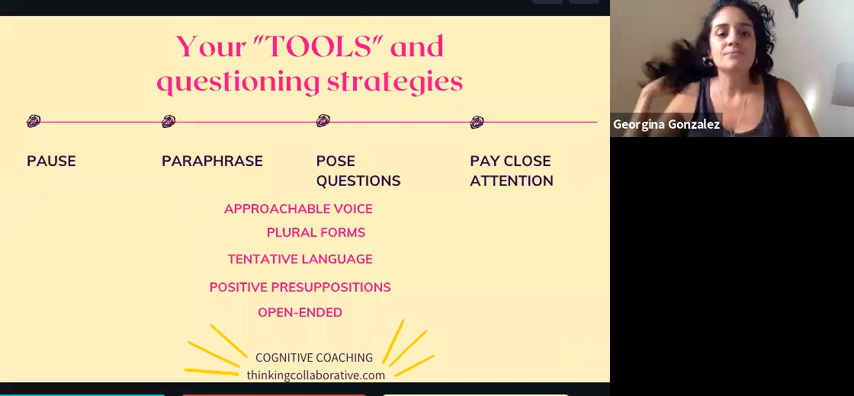 Your "TOOLS" and
questioning strategies
PAUSE
PARAPHRASE
POSE
QUESTIONS
PAY CLOSE
ATTENTION
APPROACHABLE VOICE
PLURAL FORMS
TENTATIVE LANGUAGE
POSITIVE PRESUPPOSITIONS
OPEN-ENDED
COGNITIVE COACHING
thinkingcollaborative.com
Georgina Gonzalez